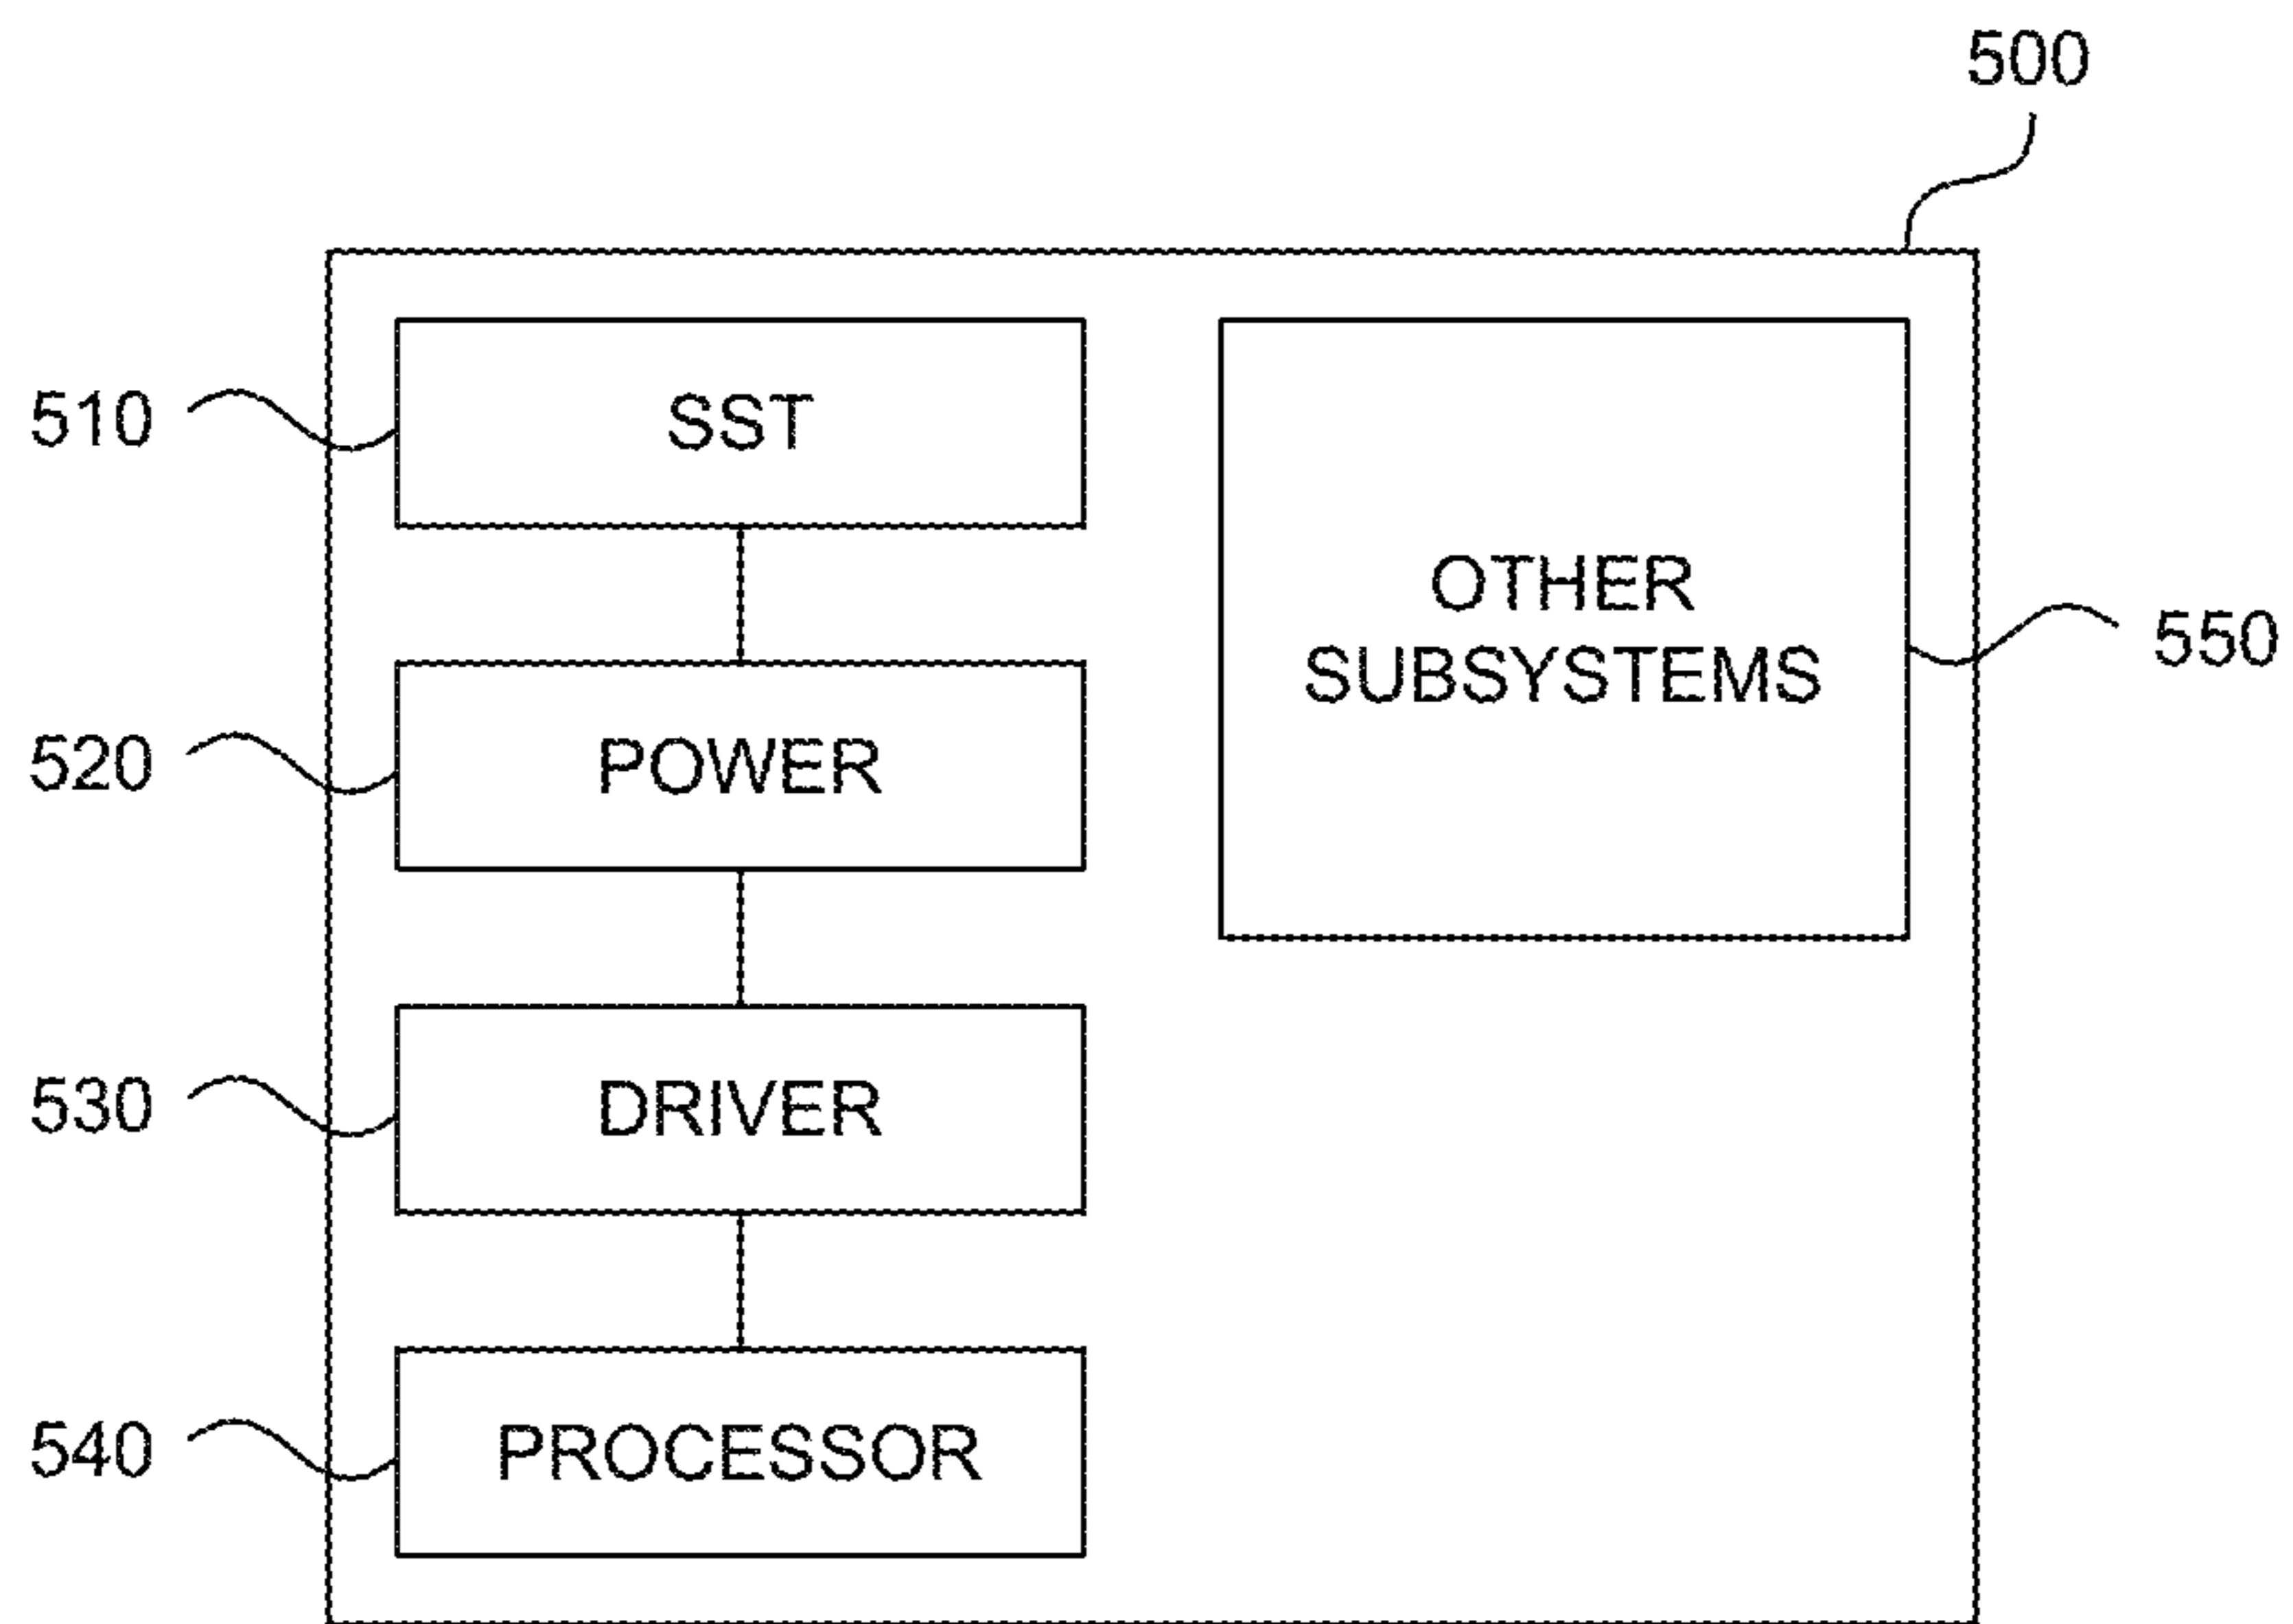 500
510
SST
OTHER
SUBSYSTEMS
550
520
POWER
530
DRIVER
540
PROCESSOR